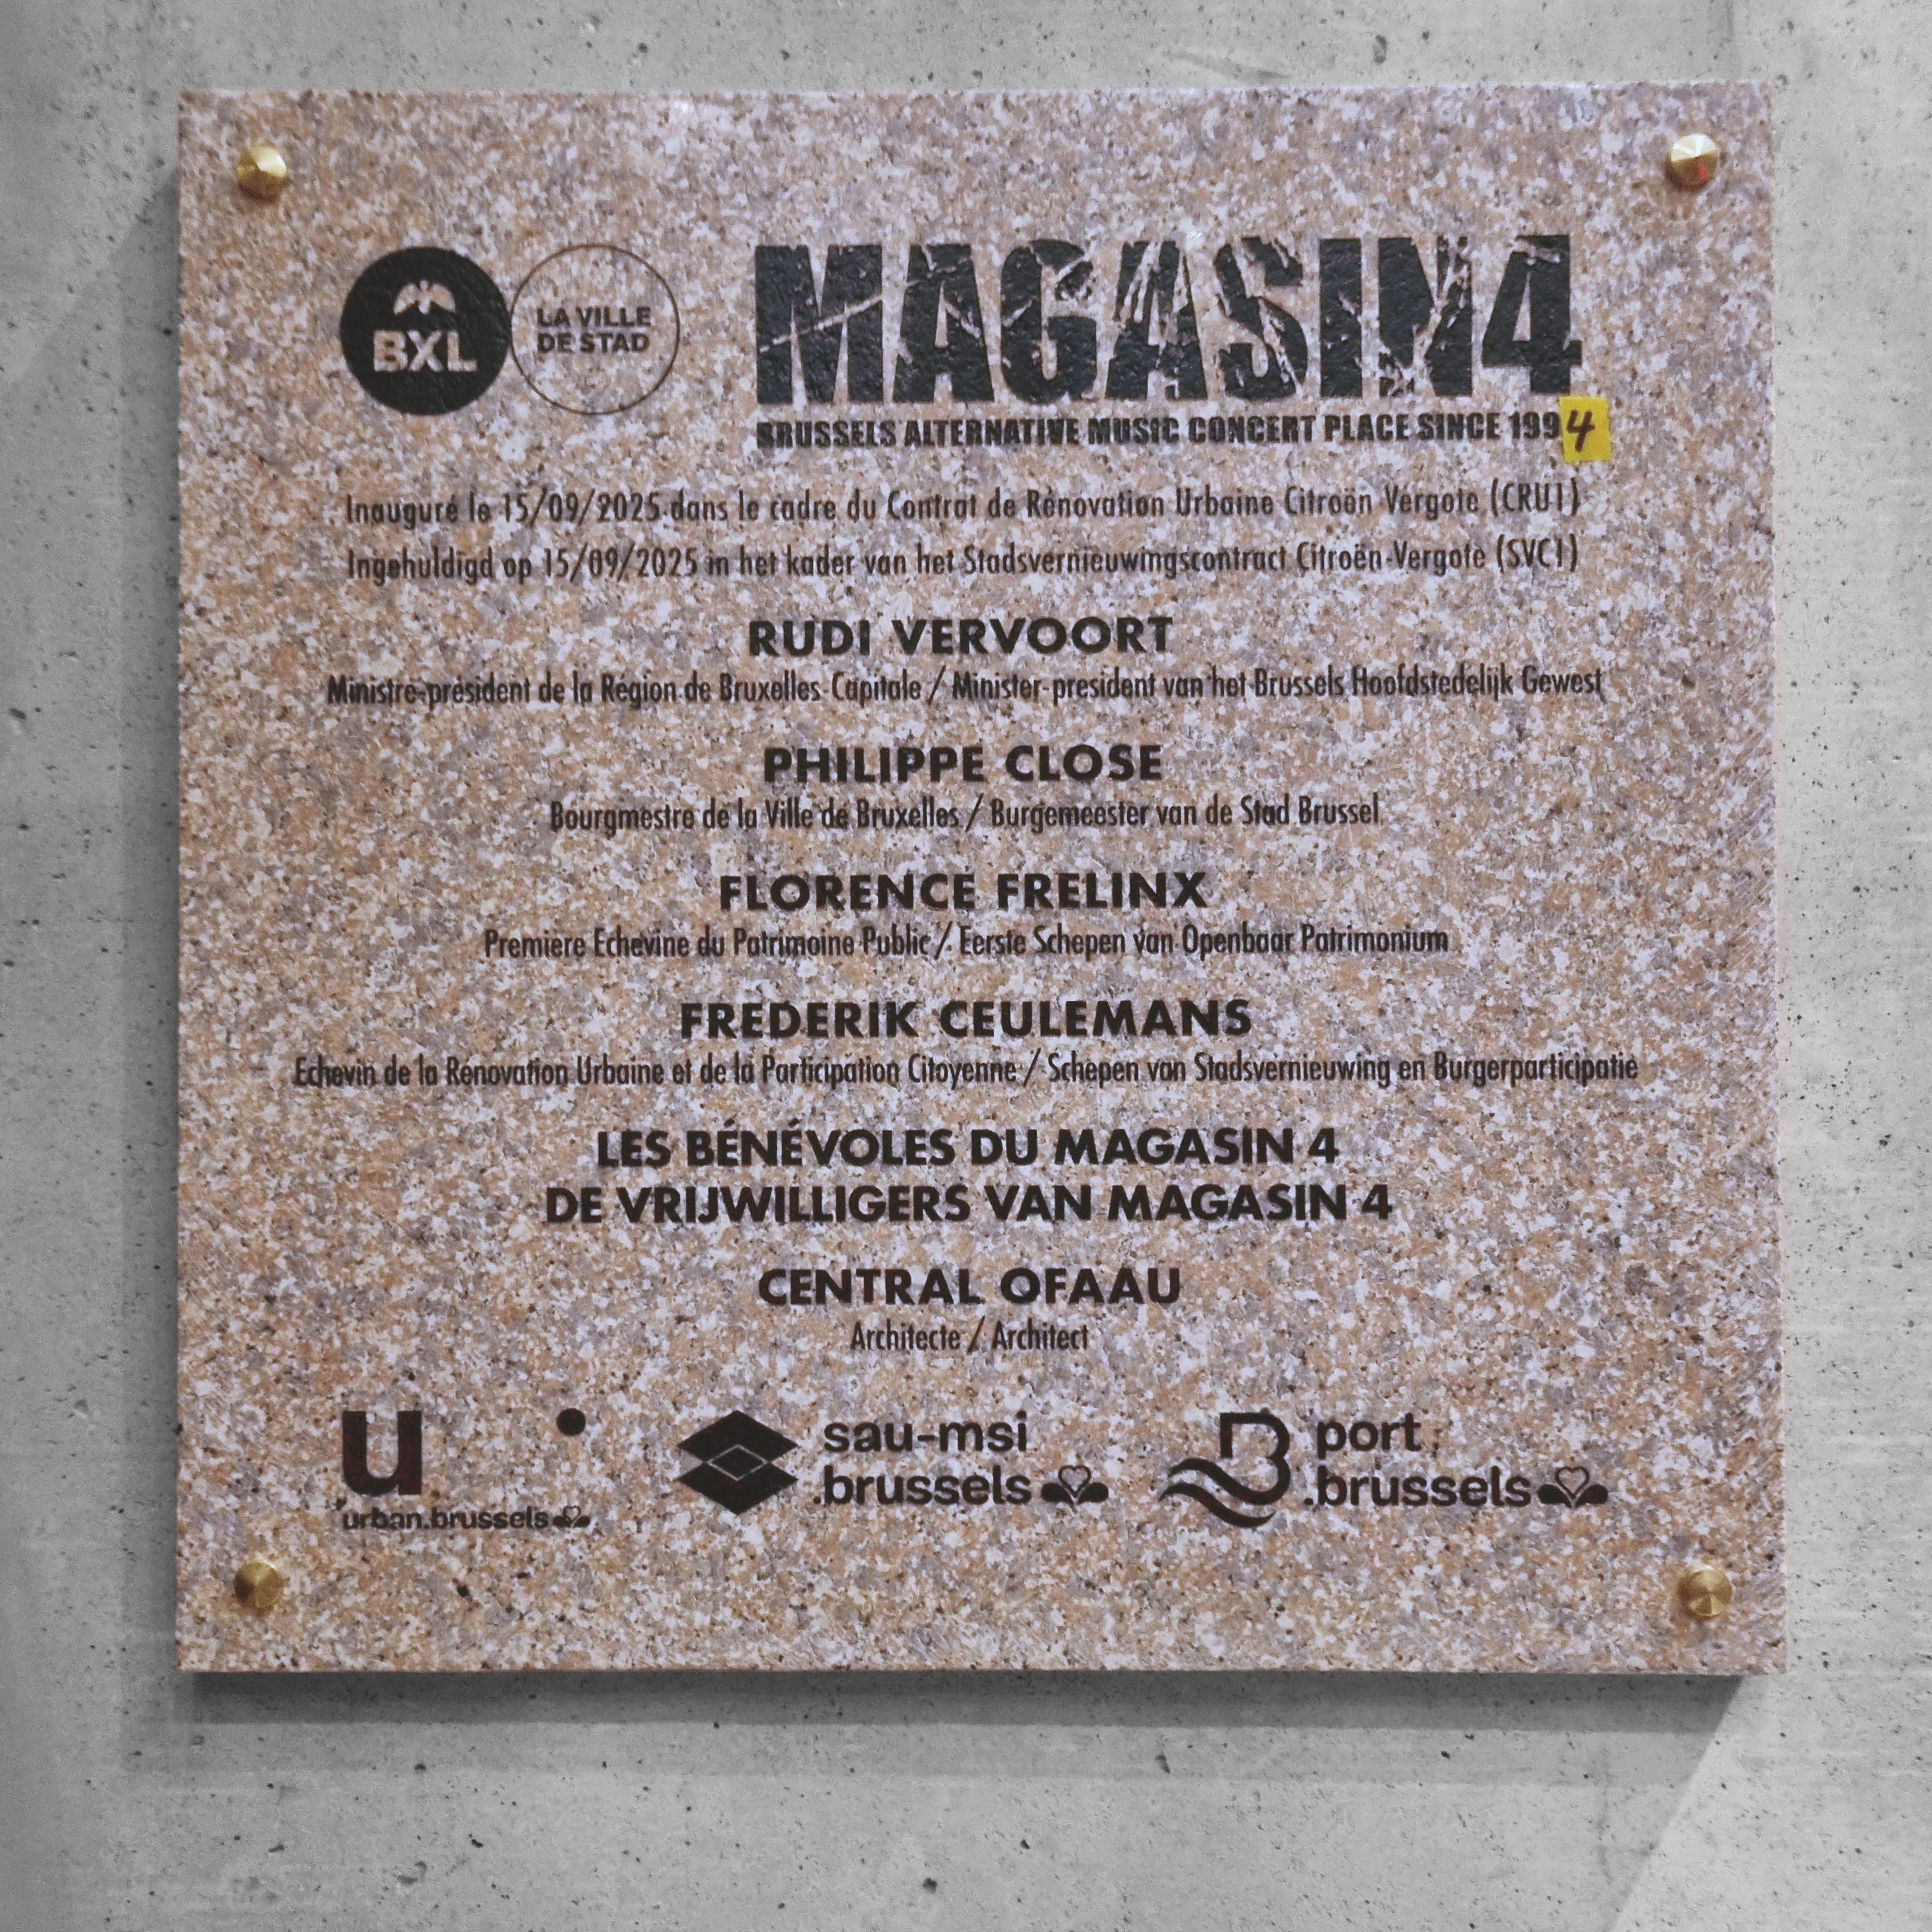 BXL
LA VILLE
DE STAD
MAGASIN4
BRUSSELS ALTERNATIVE MUSIC CONCERT PLACE SINCE 1994
Inauguré le 15/09/2025 dans le cadre du Contrat de Rénovation Urbaine Citroën Vergote (CRU1)
Ingehuldigd op 15/09/2025 in het kader van het Stadsvernieuwingscontract Citroën-Vergote (SVC1)
RUDI VERVOORT
Ministre-président de la Région de Bruxelles-Capitale / Minister-president van het Brussels Hoofdstedelijk Gewest
PHILIPPE CLOSE
Bourgmestre de la Ville de Bruxelles / Burgemeester van de Stad Brussel
FLORENCE FRELINX
Première Echevine du Patrimoine Public / Eerste Schepen van Openbaar Patrimonium
FREDERIK CEULEMANS
Echevin de la Rénovation Urbaine et de la Participation Citoyenne / Schepen van Stadsvernieuwing en Burgerparticipatie
LES BÉNÉVOLES DU MAGASIN 4
DE VRIJWILLIGERS VAN MAGASIN 4
CENTRAL OFAAU
Architecte / Architect
u
urban.brussels
sau-msi
.brussels
port
.brussels